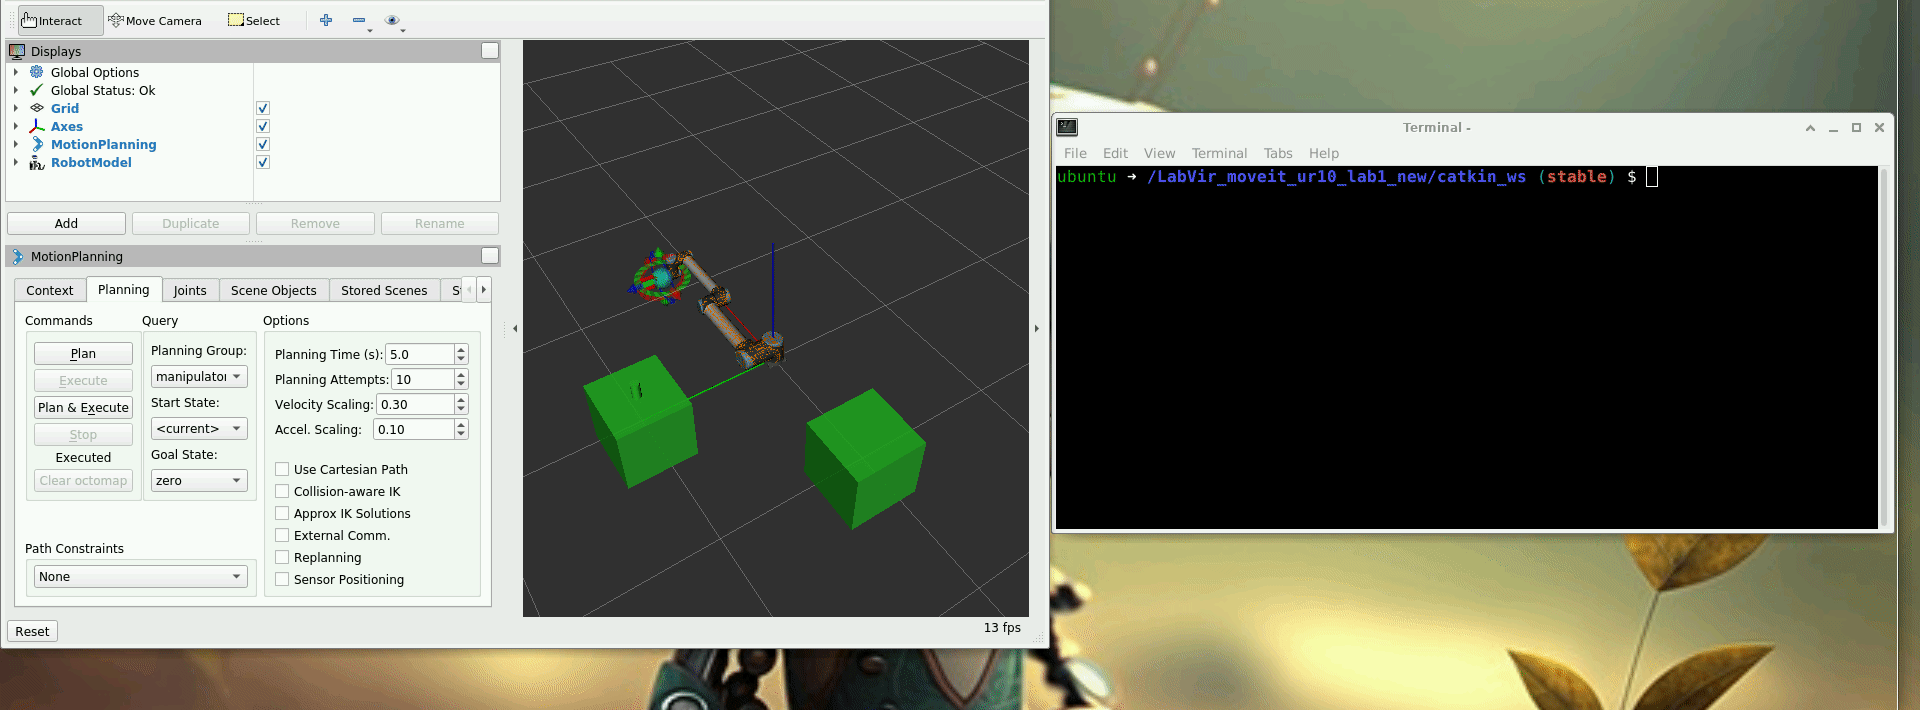 Interact Move Camera Select
Displays
Global Options
Global Status: Ok
Grid
Axes
MotionPlanning
RobotModel
Add Duplicate Remove Rename
MotionPlanning
Context Planning Joints Scene Objects Stored Scenes
Commands Query Options
Plan
Execute
Plan & Execute
Stop
Executed
Clear octomap
Planning Group:
manipulator
Start State:
<current>
Goal State:
zero
Planning Time (s): 5.0
Planning Attempts: 10
Velocity Scaling: 0.30
Accel. Scaling: 0.10
Use Cartesian Path
Collision-aware IK
Approx IK Solutions
External Comm.
Replanning
Sensor Positioning
Path Constraints
None
Reset
13 fps
Terminal -
File Edit View Terminal Tabs Help
ubuntu → /LabVir_moveit_ur10_lab1_new/catkin_ws (stable) $